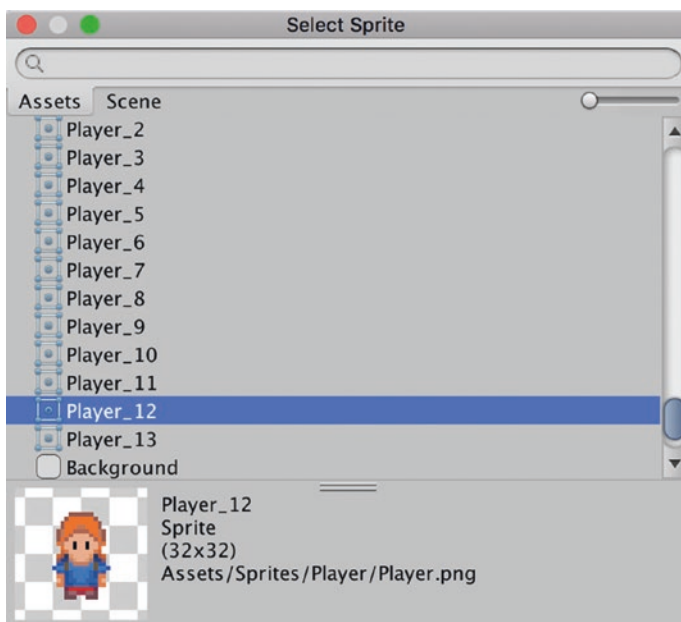 Select Sprite
Assets Scene
Player_2
Player_3
Player_4
Player_5
Player_6
Player_7
Player_8
Player_9
Player_10
Player_11
Player_12
Player_13
Background
Player_12
Sprite
(32x32)
Assets/Sprites/Player/Player.png